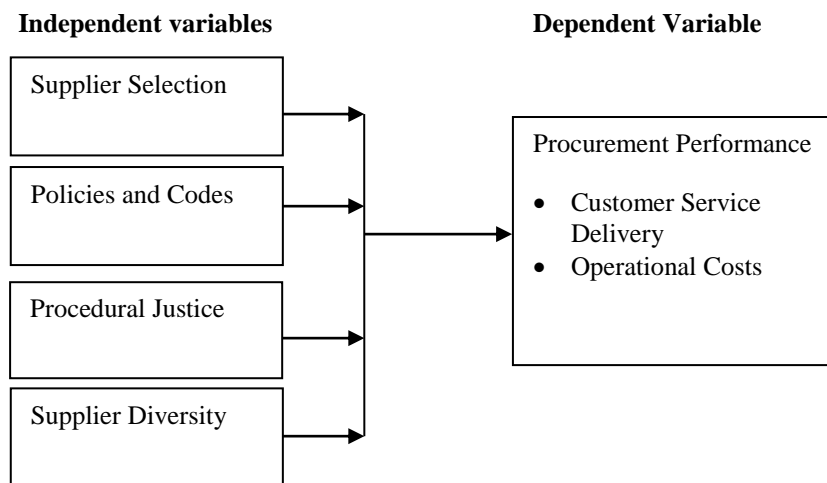 Independent variables
Dependent Variable
Supplier Selection
Policies and Codes
Procedural Justice
Supplier Diversity
Procurement Performance
• Customer Service
Delivery
• Operational Costs